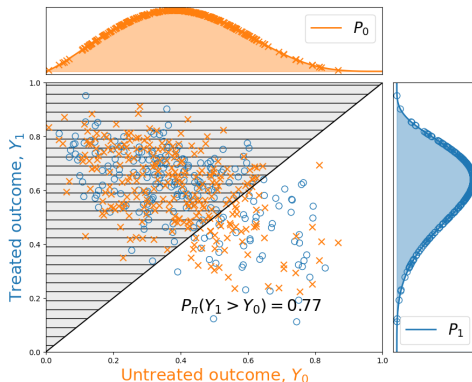 P₀
Treated outcome, Y₁
1.0
0.8
0.6
0.4
0.2
0.0
P_π(Y₁ > Y₀) = 0.77
0.0 0.2 0.4 0.6 0.8 1.0
Untreated outcome, Y₀
P₁